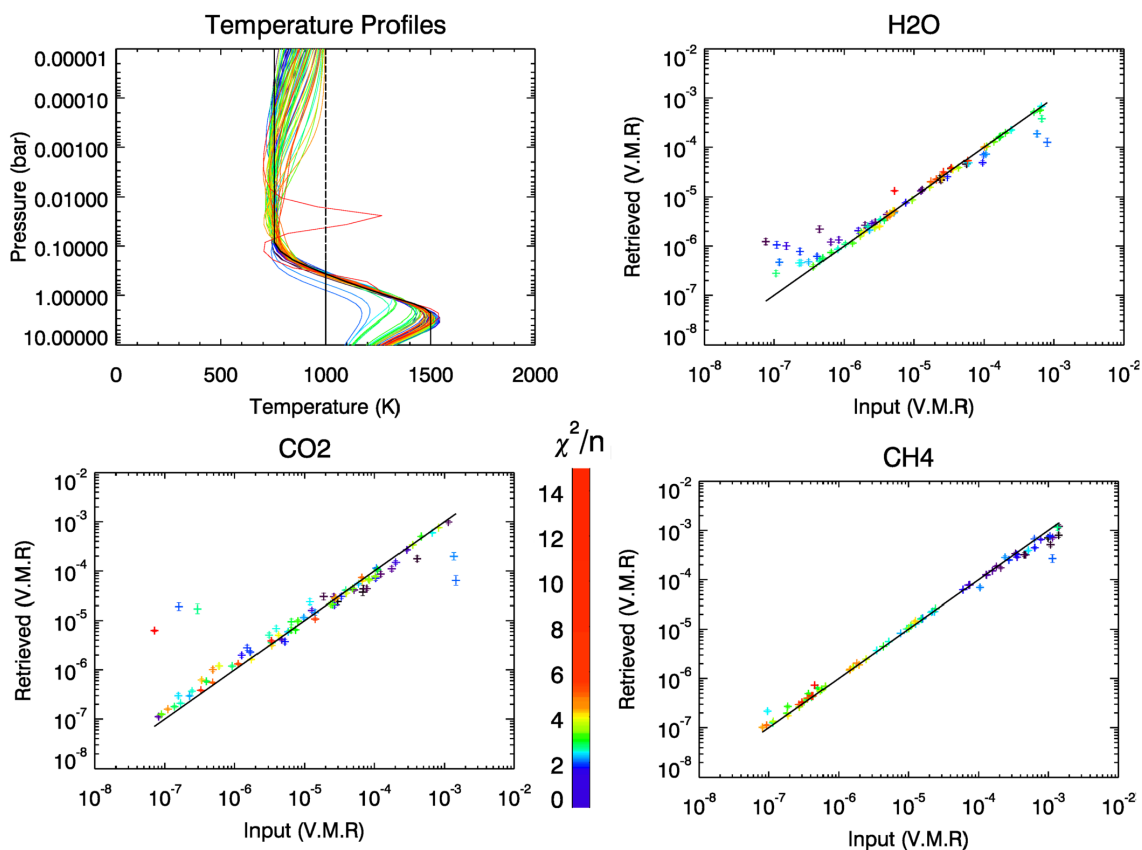 Temperature Profiles
Pressure (bar)
0.00001
0.00010
0.00100
0.01000
0.10000
1.00000
10.00000
0 500 1000 1500 2000
Temperature (K)
H2O
Retrieved (V.M.R)
10-2
10-3
10-4
10-5
10-6
10-7
10-8
10-8 10-7 10-6 10-5 10-4 10-3 10-2
Input (V.M.R)
CO2
Retrieved (V.M.R)
10-2
10-3
10-4
10-5
10-6
10-7
10-8
10-8 10-7 10-6 10-5 10-4 10-3 10-2
Input (V.M.R)
χ2/n
14
12
10
8
6
4
2
0
CH4
Retrieved (V.M.R)
10-2
10-3
10-4
10-5
10-6
10-7
10-8
10-8 10-7 10-6 10-5 10-4 10-3 10-2
Input (V.M.R)